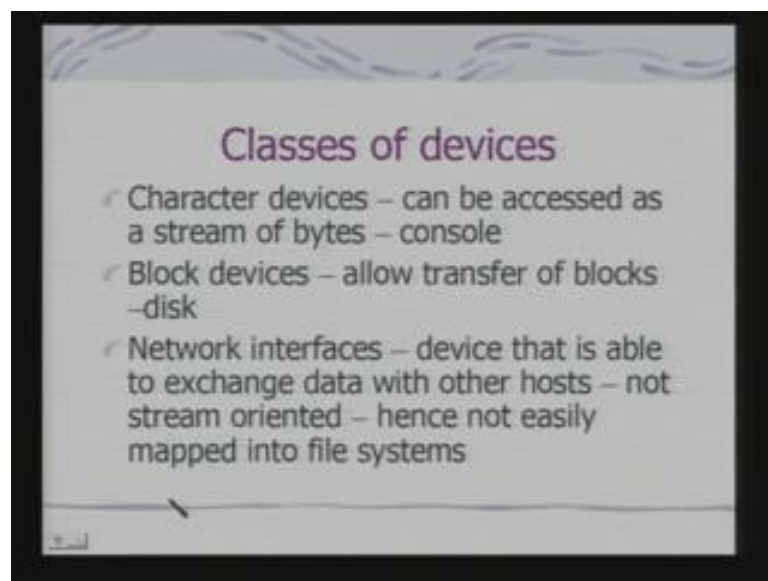 Classes of devices
Character devices – can be accessed as
a stream of bytes – console
Block devices – allow transfer of blocks
–disk
Network interfaces – device that is able
to exchange data with other hosts – not
stream oriented – hence not easily
mapped into file systems